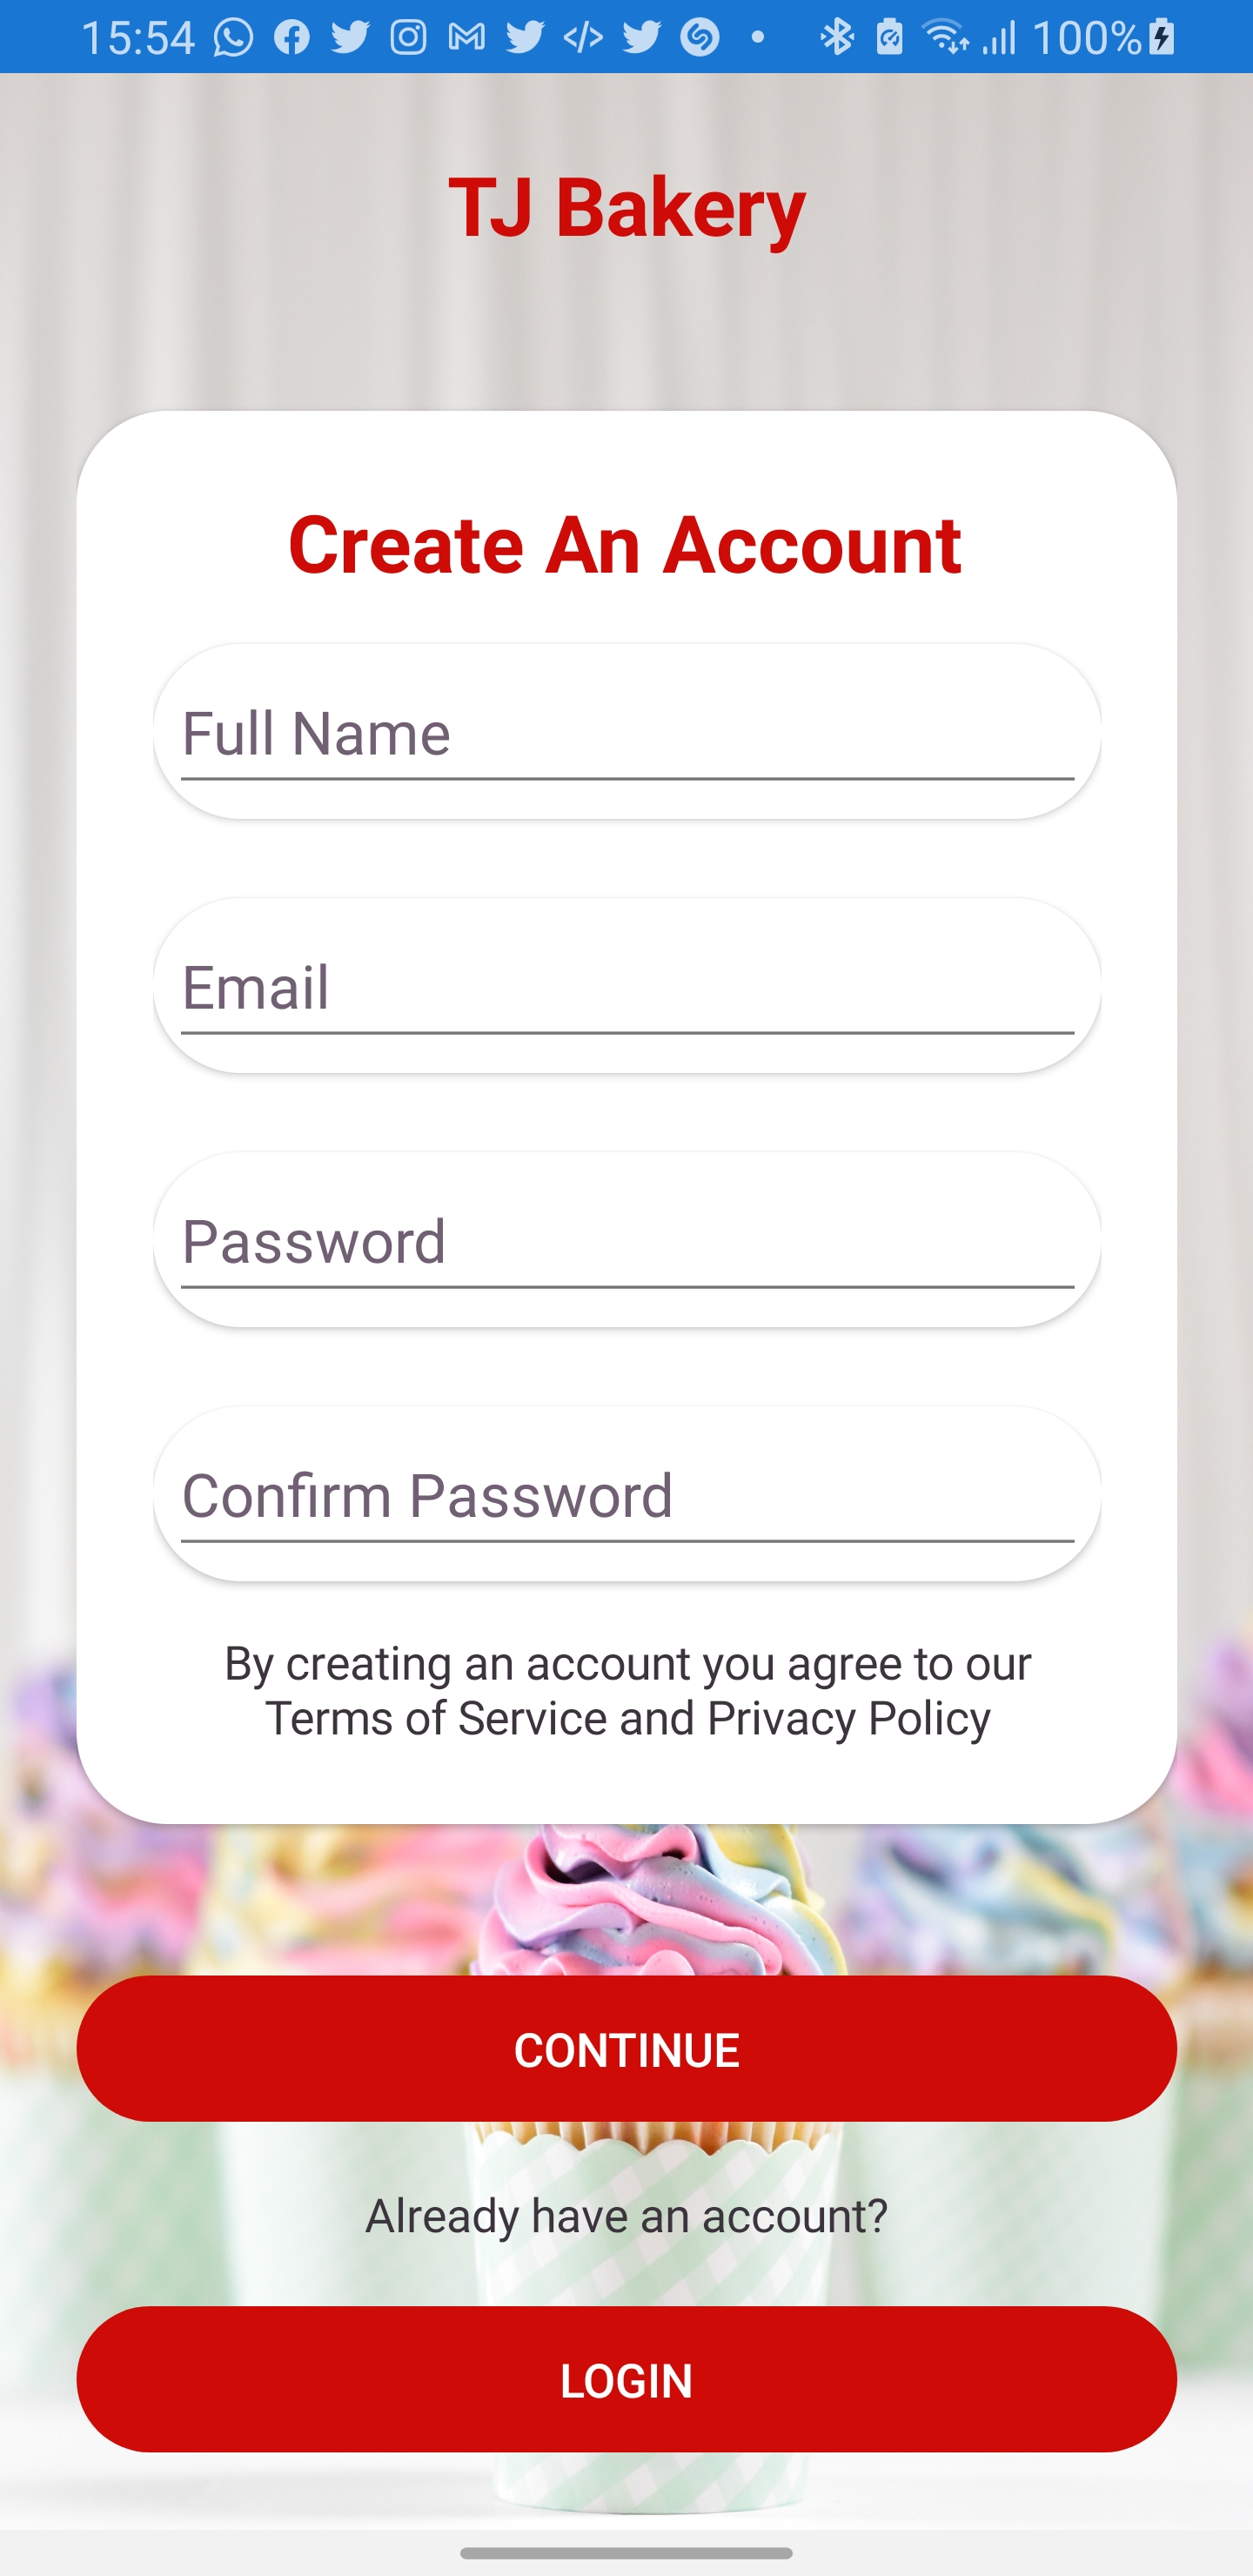 15:54 100%
TJ Bakery
Create An Account
Full Name
Email
Password
Confirm Password
By creating an account you agree to our
Terms of Service and Privacy Policy
CONTINUE
Already have an account?
LOGIN